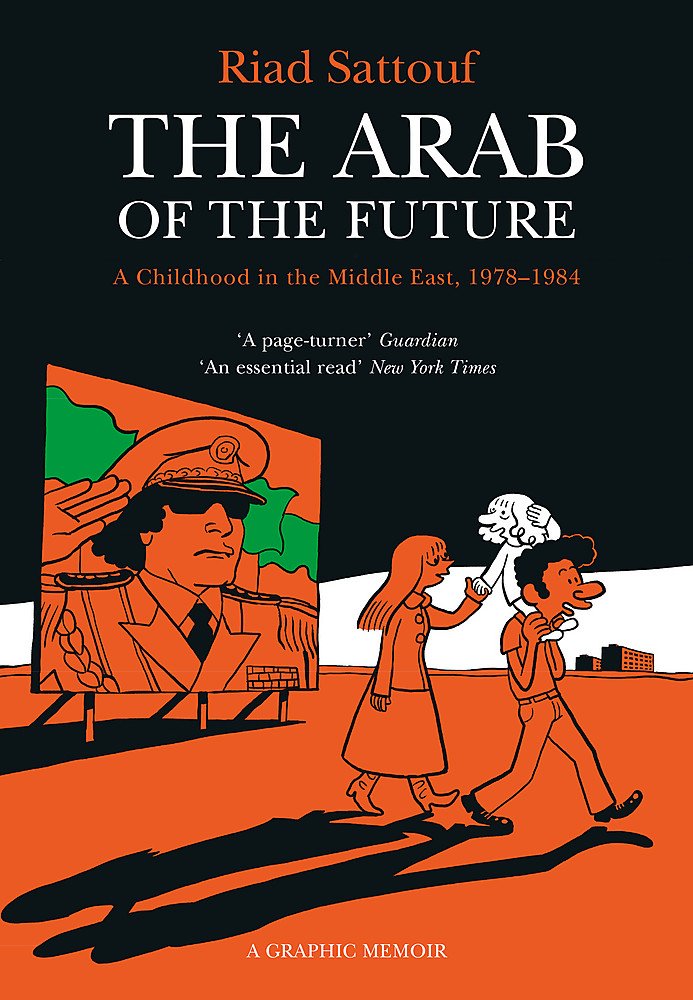 Riad Sattouf
THE ARAB
OF THE FUTURE
A Childhood in the Middle East, 1978–1984
‘A page-turner’ Guardian
‘An essential read’ New York Times
A GRAPHIC MEMOIR